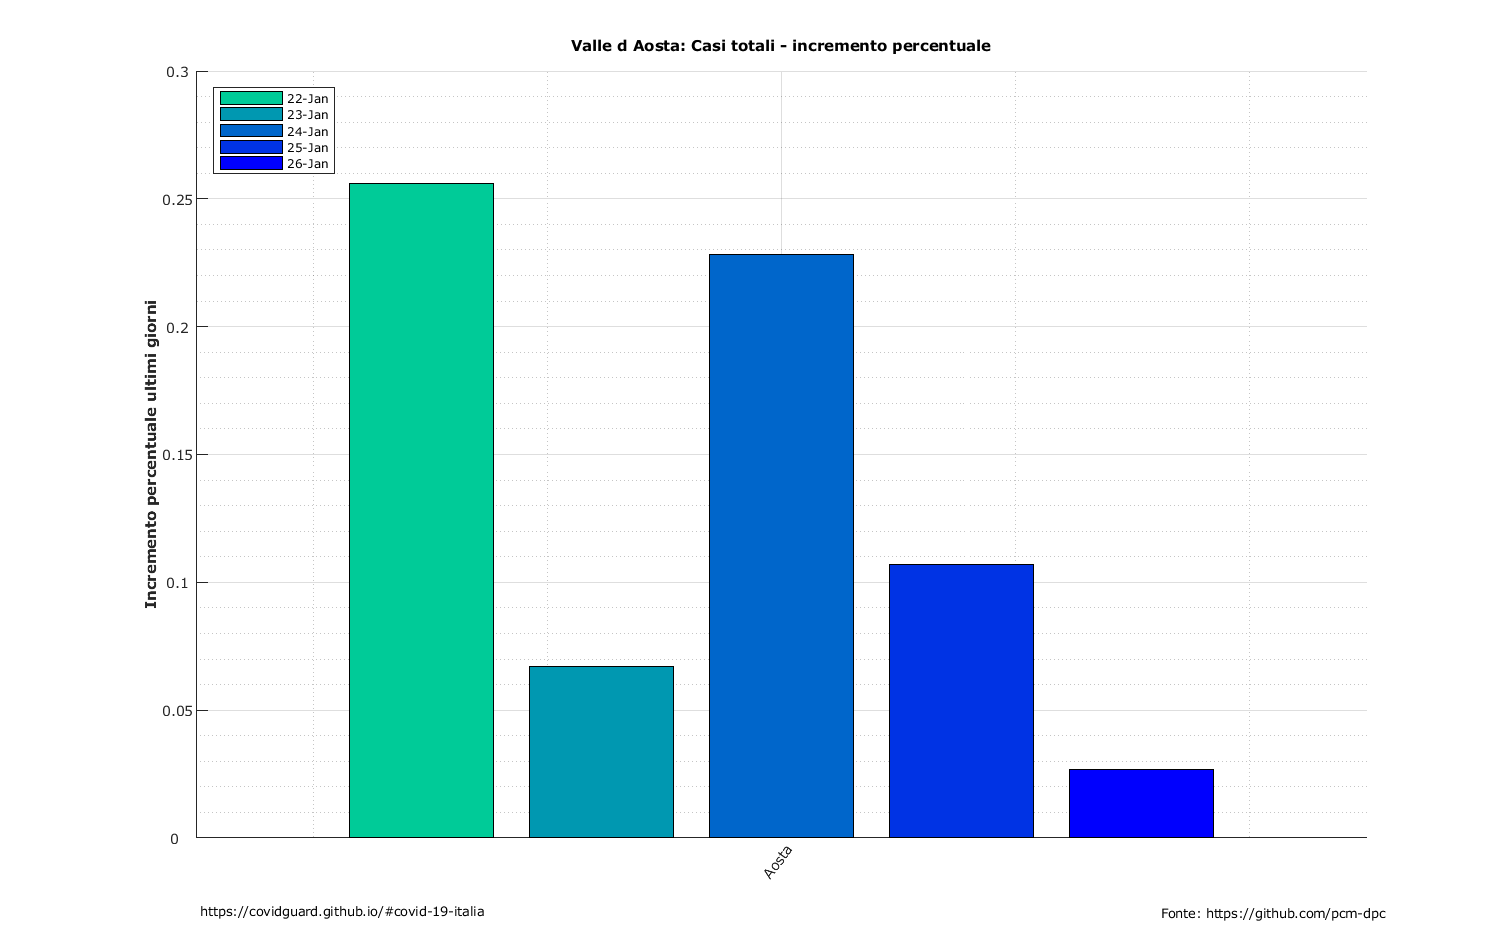 Valle d Aosta: Casi totali - incremento percentuale
0.3
22-Jan
23-Jan
24-Jan
25-Jan
26-Jan
0.25
0.2
0.15
0.1
0.05
0
Incremento percentuale ultimi giorni
Aosta
https://covidguard.github.io/#covid-19-italia
Fonte: https://github.com/pcm-dpc